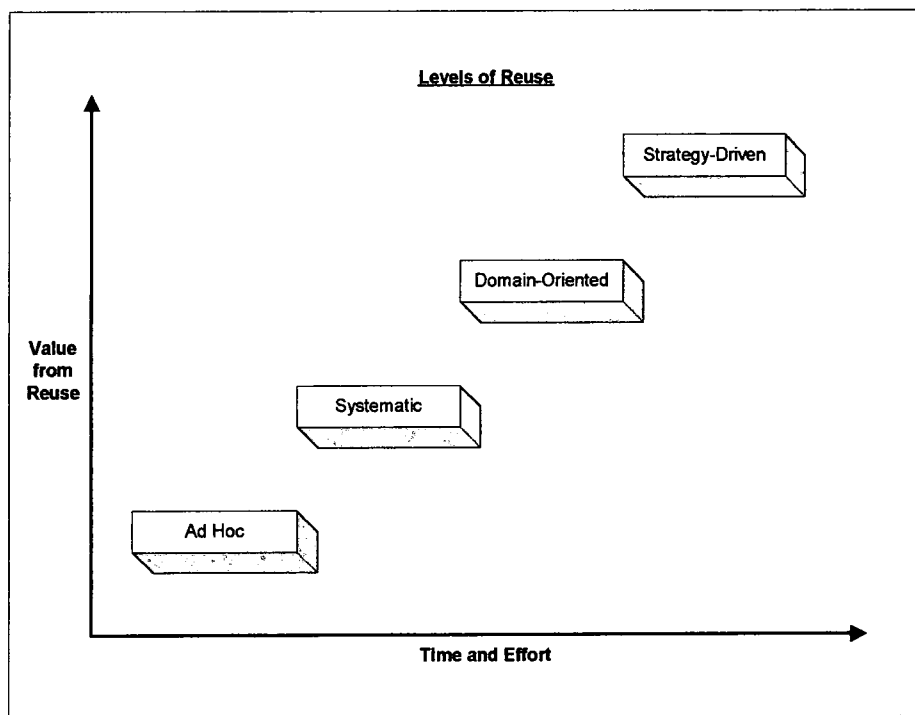 Levels of Reuse
Strategy-Driven
Domain-Oriented
Value
from
Reuse
Systematic
Ad Hoc
Time and Effort